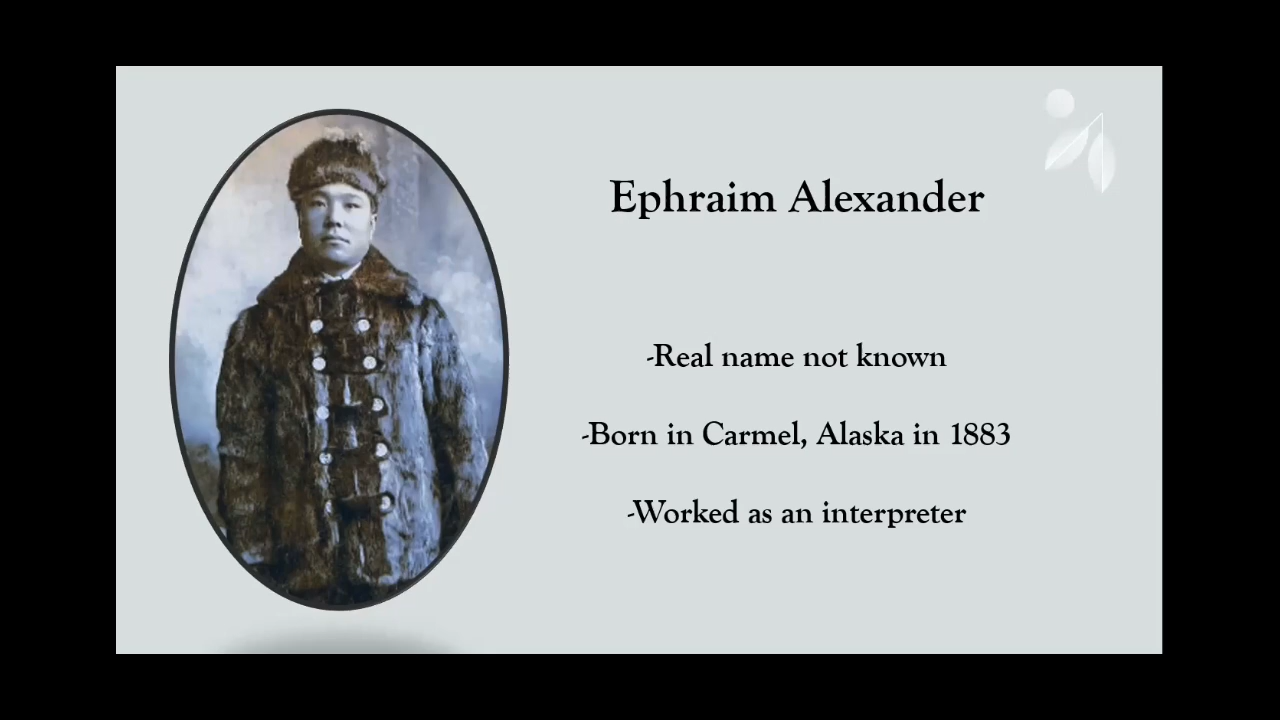 Ephraim Alexander
-Real name not known
-Born in Carmel, Alaska in 1883
-Worked as an interpreter